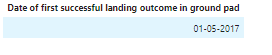 Date of first successful landing outcome in ground pad
01-05-2017